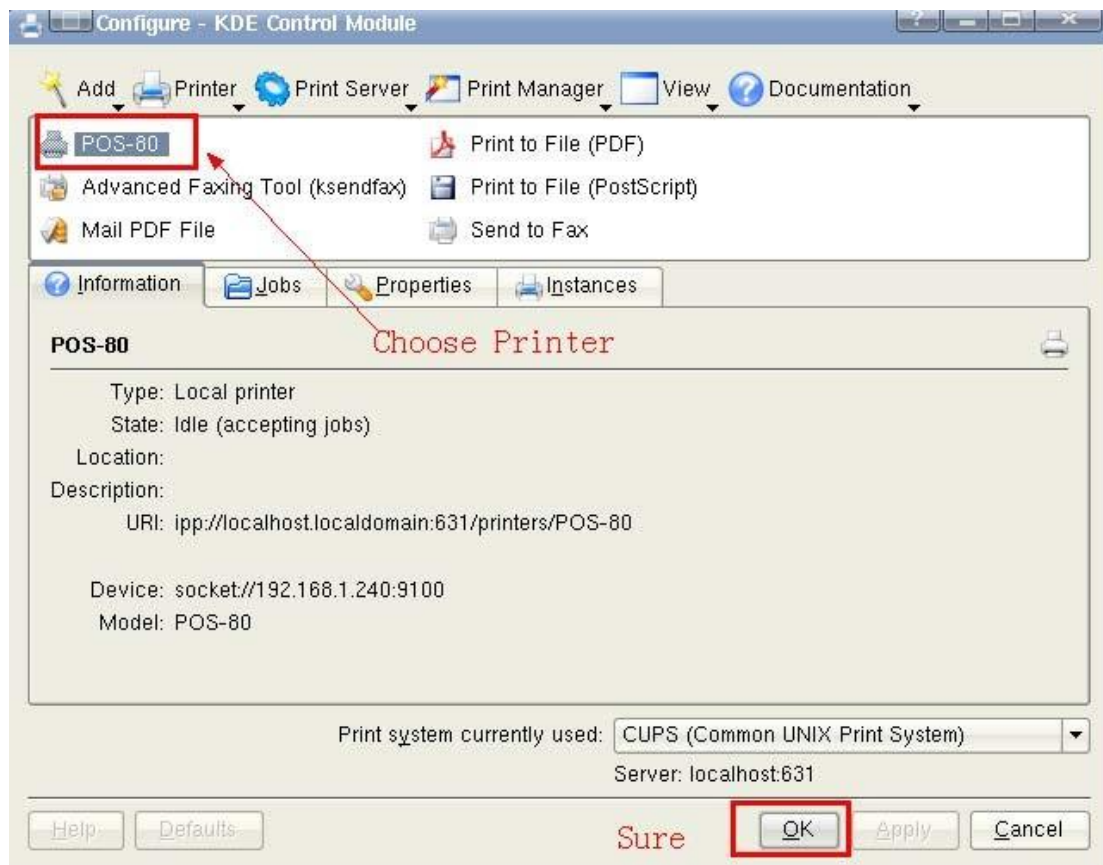 Configure - KDE Control Module
Add Printer Print Server Print Manager View Documentation
POS-80
Print to File (PDF)
Advanced Faxing Tool (ksendfax)
Print to File (PostScript)
Mail PDF File
Send to Fax
Information Jobs Properties Instances
Choose Printer
POS-80
Type: Local printer
State: Idle (accepting jobs)
Location:
Description:
URI: ipp://localhost.localdomain:631/printers/POS-80
Device: socket://192.168.1.240:9100
Model: POS-80
Print system currently used: CUPS (Common UNIX Print System)
Server: localhost:631
Help Defaults Sure OK Apply Cancel